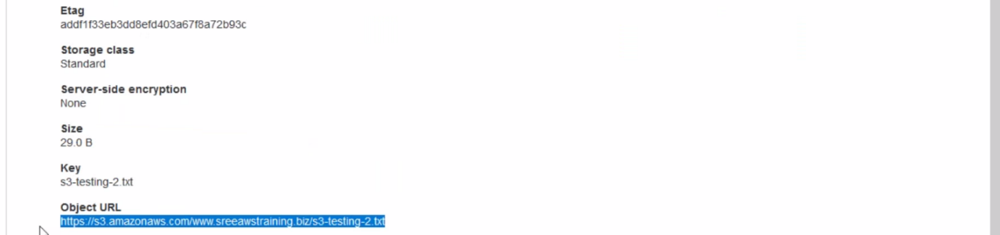 Etag
addf1f33eb3dd8efd403a67f8a72b93c
Storage class
Standard
Server-side encryption
None
Size
29.0 B
Key
s3-testing-2.txt
Object URL
https://s3.amazonaws.com/www.sreeawstraining.biz/s3-testing-2.txt